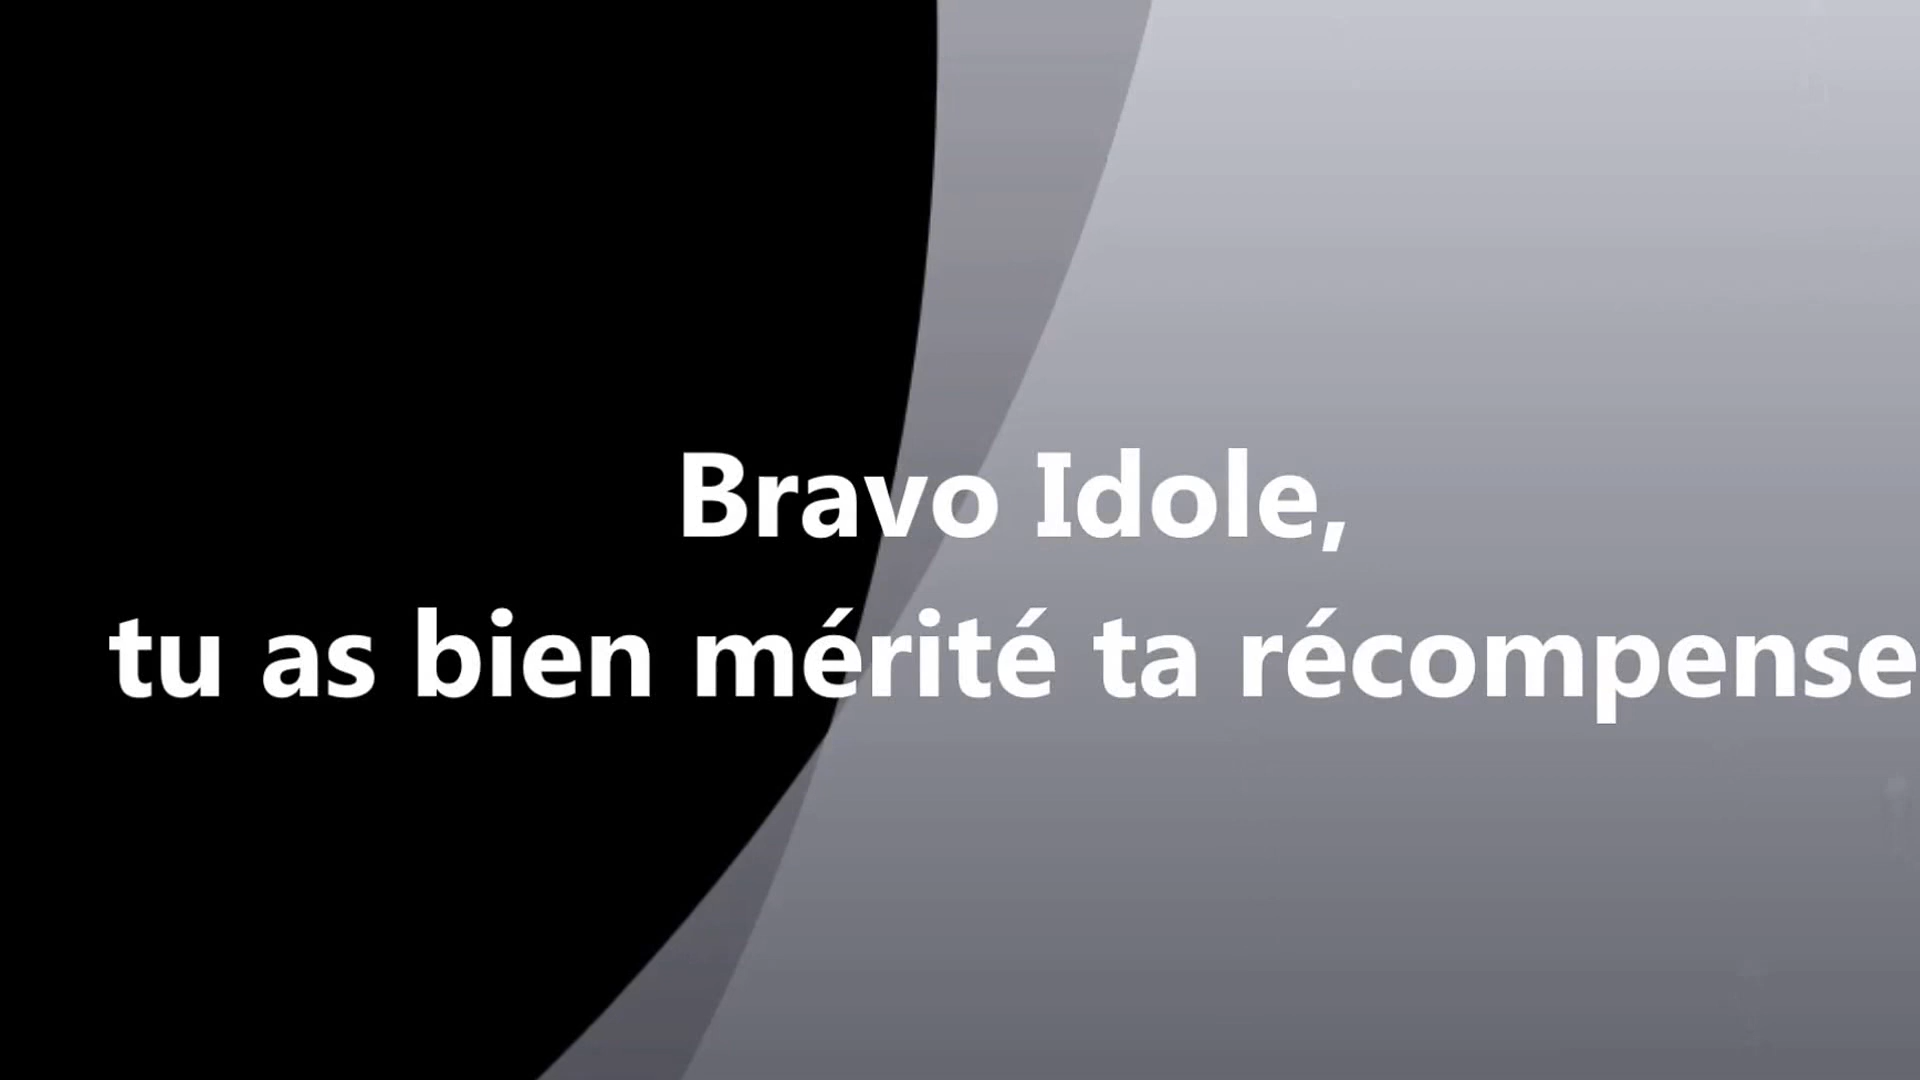 Bravo Idole,
tu as bien mérité ta récompense